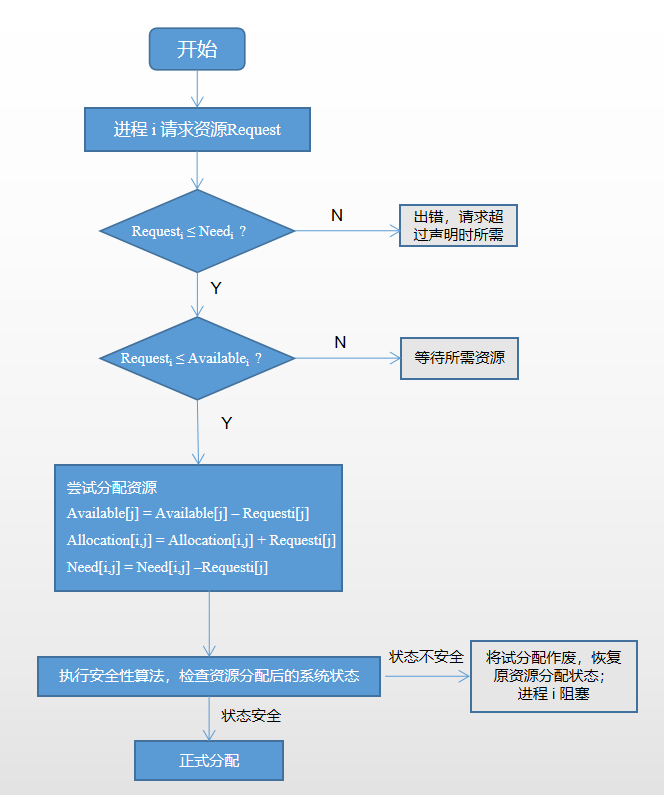 开始
进程 i 请求资源Request
Requestᵢ ≤ Needᵢ ?
N
出错，请求超
过声明时所需
Y
Requestᵢ ≤ Availableᵢ ?
N
等待所需资源
Y
尝试分配资源
Available[j] = Available[j] – Requesti[j]
Allocation[i,j] = Allocation[i,j] + Requesti[j]
Need[i,j] = Need[i,j] –Requesti[j]
执行安全性算法，检查资源分配后的系统状态
状态不安全
将试分配作废，恢复
原资源分配状态；
进程 i 阻塞
状态安全
正式分配